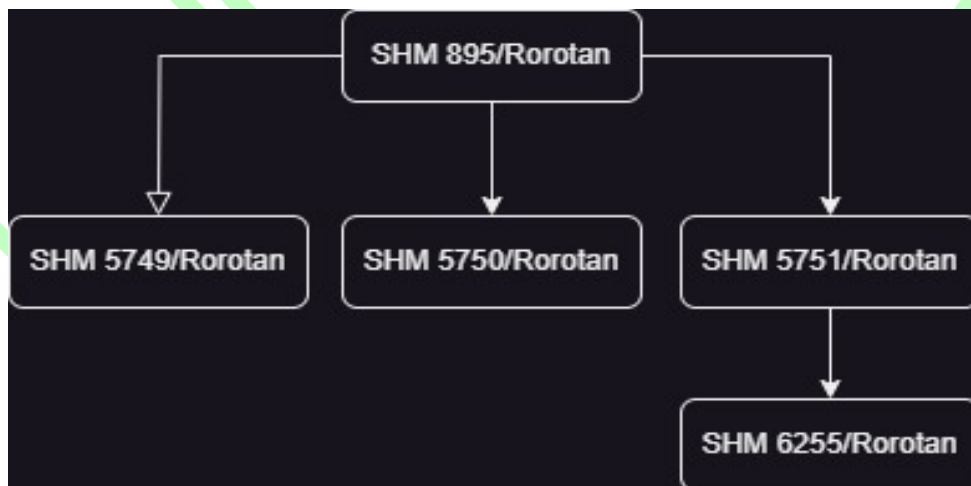 SHM 895/Rorotan
SHM 5749/Rorotan
SHM 5750/Rorotan
SHM 5751/Rorotan
SHM 6255/Rorotan